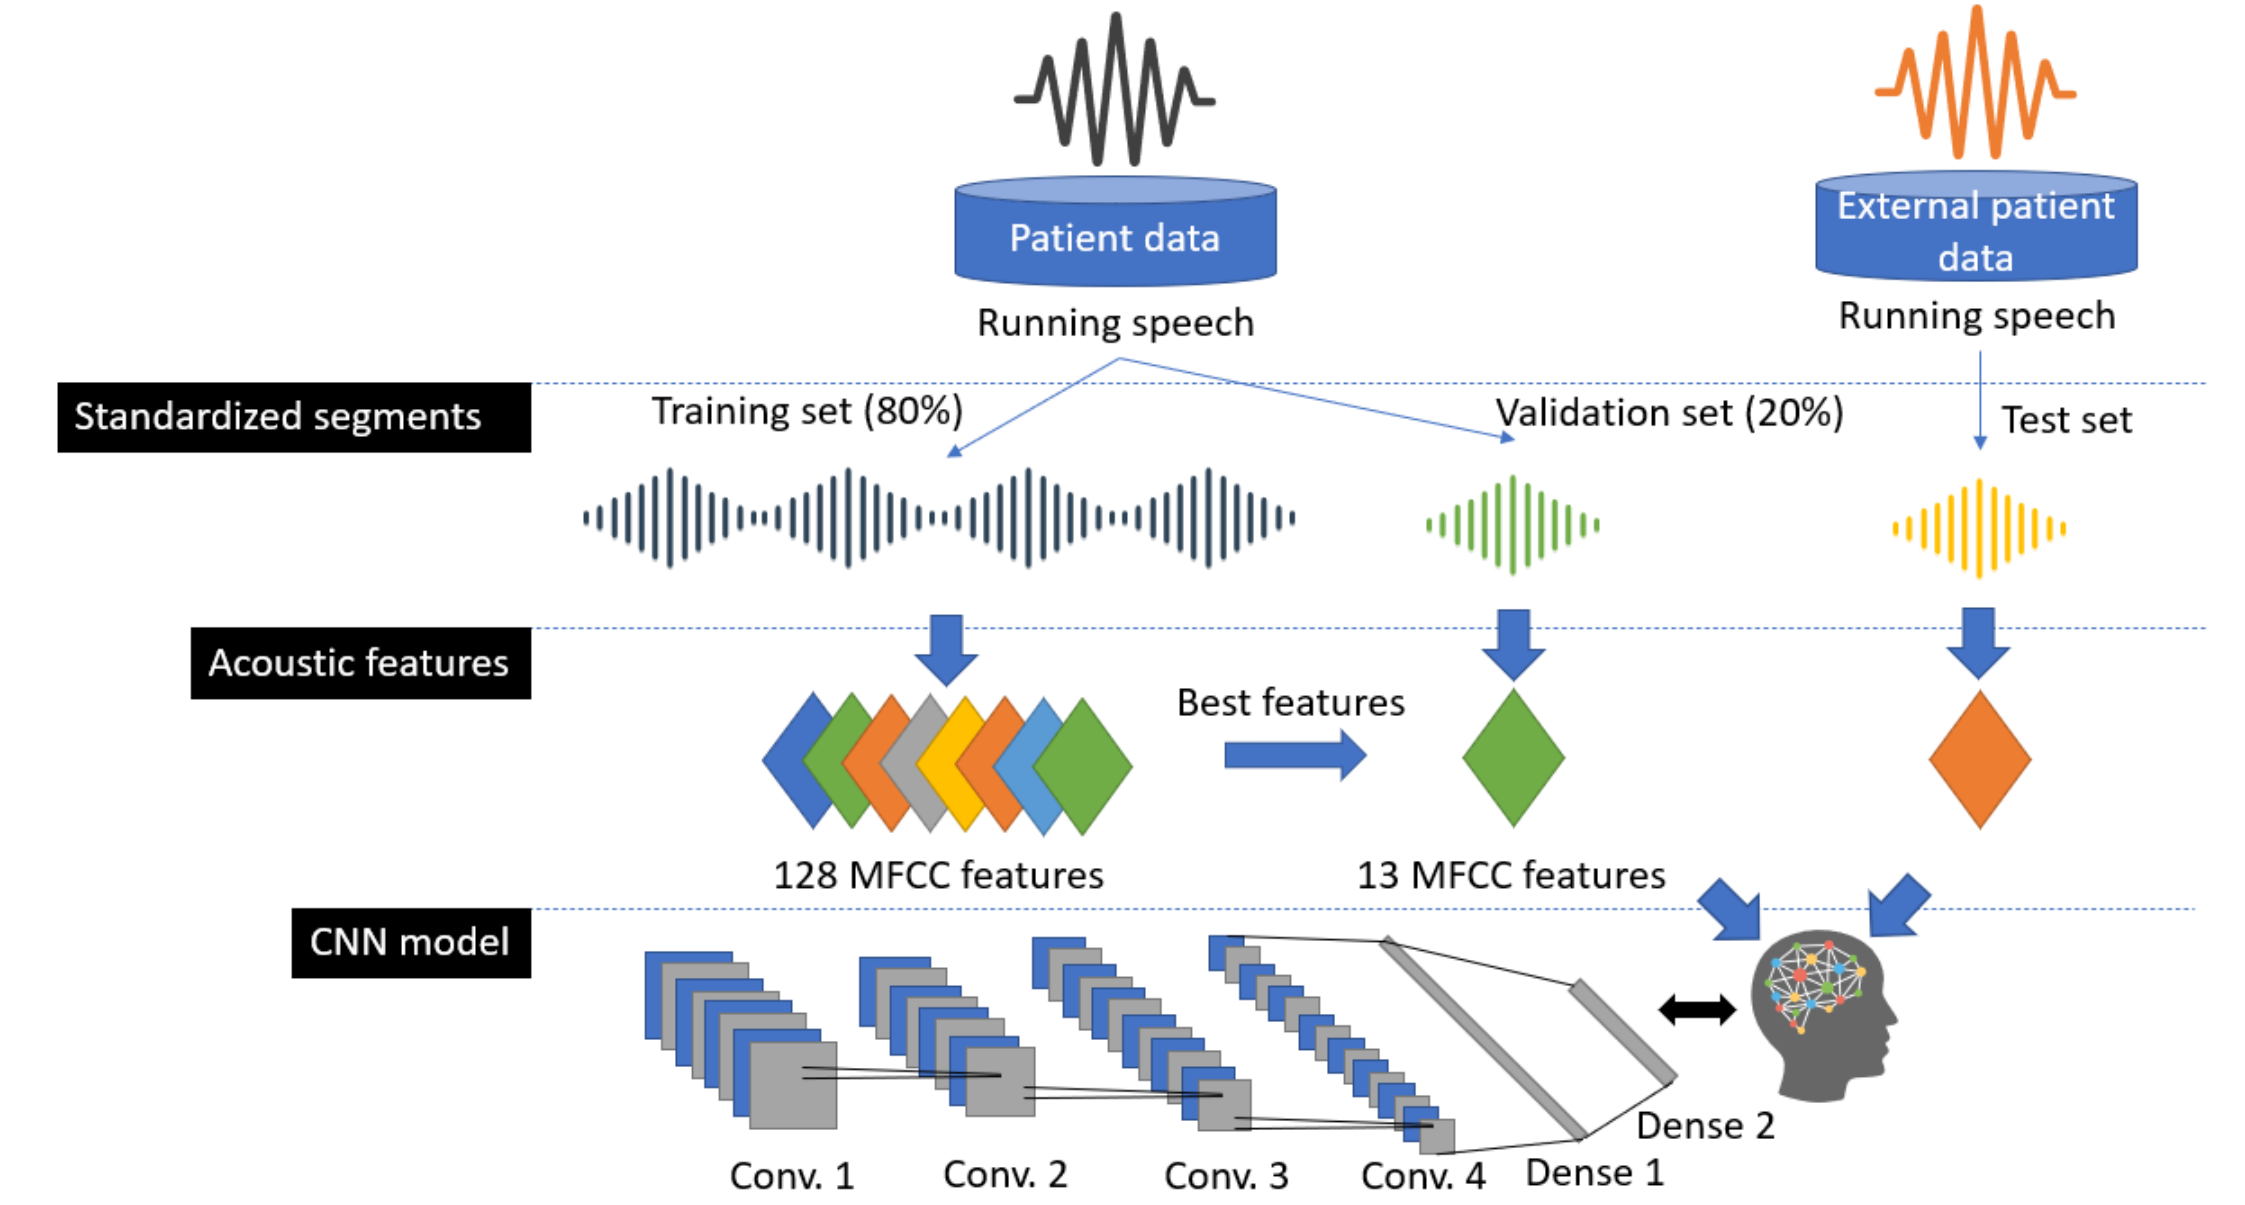 Patient data
External patient
data
Running speech
Running speech
Standardized segments
Training set (80%)
Validation set (20%)
Test set
Acoustic features
Best features
128 MFCC features
13 MFCC features
CNN model
Conv. 1
Conv. 2
Conv. 3
Conv. 4
Dense 1
Dense 2